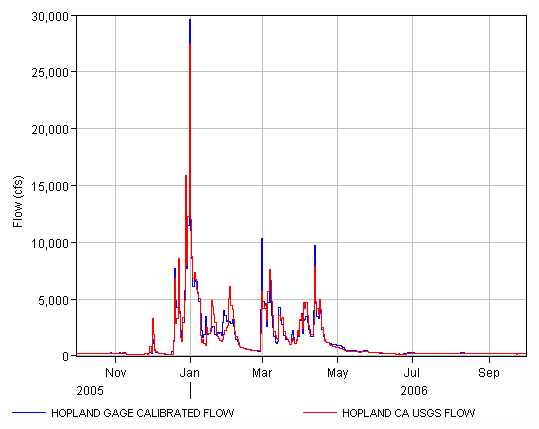 30,000
25,000
20,000
15,000
10,000
5,000
0
Flow (cfs)
Nov Jan Mar May Jul Sep
2005 2006
HOPLAND GAGE CALIBRATED FLOW HOPLAND CA USGS FLOW